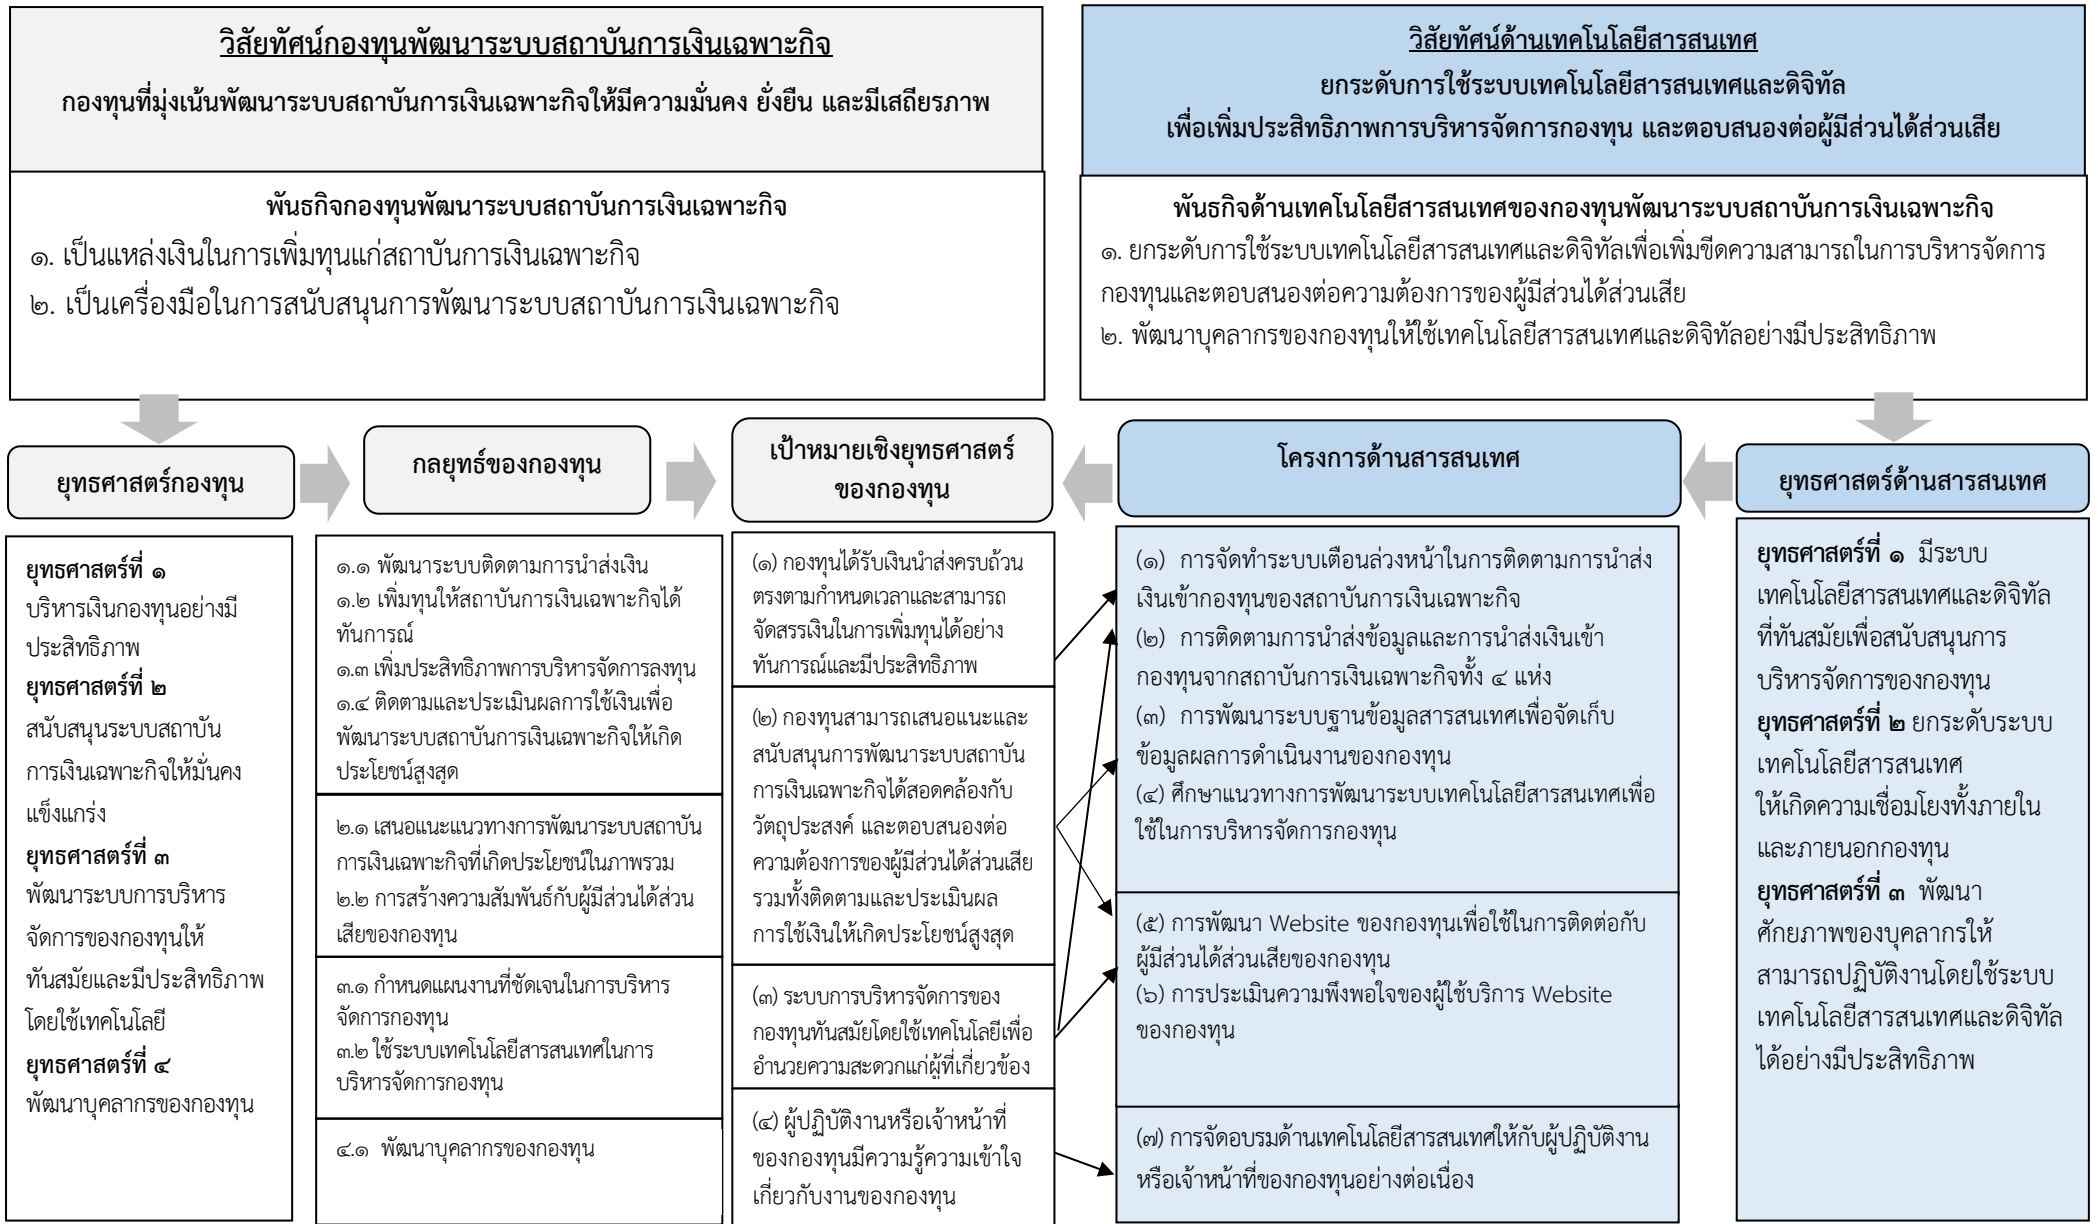 วิสัยทัศน์กองทุนพัฒนาระบบสถาบันการเงินเฉพาะกิจ
กองทุนที่มุ่งเน้นพัฒนาระบบสถาบันการเงินเฉพาะกิจให้มีความมั่นคง ยั่งยืน และมีเสถียรภาพ
พันธกิจกองทุนพัฒนาระบบสถาบันการเงินเฉพาะกิจ
๑. เป็นแหล่งเงินในการเพิ่มทุนแก่สถาบันการเงินเฉพาะกิจ
๒. เป็นเครื่องมือในการสนับสนุนการพัฒนาระบบสถาบันการเงินเฉพาะกิจ
วิสัยทัศน์ด้านเทคโนโลยีสารสนเทศ
ยกระดับการใช้ระบบเทคโนโลยีสารสนเทศและดิจิทัล
เพื่อเพิ่มประสิทธิภาพการบริหารจัดการกองทุน และตอบสนองต่อผู้มีส่วนได้ส่วนเสีย
พันธกิจด้านเทคโนโลยีสารสนเทศของกองทุนพัฒนาระบบสถาบันการเงินเฉพาะกิจ
๑. ยกระดับการใช้ระบบเทคโนโลยีสารสนเทศและดิจิทัลเพื่อเพิ่มขีดความสามารถในการบริหารจัดการ
กองทุนและตอบสนองต่อความต้องการของผู้มีส่วนได้ส่วนเสีย
๒. พัฒนาบุคลากรของกองทุนให้ใช้เทคโนโลยีสารสนเทศและดิจิทัลอย่างมีประสิทธิภาพ
ยุทธศาสตร์กองทุน
ยุทธศาสตร์ที่ ๑
บริหารเงินกองทุนอย่างมี
ประสิทธิภาพ
ยุทธศาสตร์ที่ ๒
สนับสนุนระบบสถาบัน
การเงินเฉพาะกิจให้มั่นคง
แข็งแกร่ง
ยุทธศาสตร์ที่ ๓
พัฒนาระบบการบริหาร
จัดการของกองทุนให้
ทันสมัยและมีประสิทธิภาพ
โดยใช้เทคโนโลยี
ยุทธศาสตร์ที่ ๔
พัฒนาบุคลากรของกองทุน
กลยุทธ์ของกองทุน
๑.๑ พัฒนาระบบติดตามการนำส่งเงิน
๑.๒ เพิ่มทุนให้สถาบันการเงินเฉพาะกิจได้
ทันการณ์
๑.๓ เพิ่มประสิทธิภาพการบริหารจัดการลงทุน
๑.๔ ติดตามและประเมินผลการใช้เงินเพื่อ
พัฒนาระบบสถาบันการเงินเฉพาะกิจให้เกิด
ประโยชน์สูงสุด
๒.๑ เสนอแนะแนวทางการพัฒนาระบบสถาบัน
การเงินเฉพาะกิจที่เกิดประโยชน์ในภาพรวม
๒.๒ การสร้างความสัมพันธ์กับผู้มีส่วนได้ส่วน
เสียของกองทุน
๓.๑ กำหนดแผนงานที่ชัดเจนในการบริหาร
จัดการกองทุน
๓.๒ ใช้ระบบเทคโนโลยีสารสนเทศในการ
บริหารจัดการกองทุน
๔.๑ พัฒนาบุคลากรของกองทุน
เป้าหมายเชิงยุทธศาสตร์
ของกองทุน
(๑) กองทุนได้รับเงินนำส่งครบถ้วน
ตรงตามกำหนดเวลาและสามารถ
จัดสรรเงินในการเพิ่มทุนได้อย่าง
ทันการณ์และมีประสิทธิภาพ
(๒) กองทุนสามารถเสนอแนะและ
สนับสนุนการพัฒนาระบบสถาบัน
การเงินเฉพาะกิจได้สอดคล้องกับ
วัตถุประสงค์ และตอบสนองต่อ
ความต้องการของผู้มีส่วนได้ส่วนเสีย
รวมทั้งติดตามและประเมินผล
การใช้เงินให้เกิดประโยชน์สูงสุด
(๓) ระบบการบริหารจัดการของ
กองทุนทันสมัยโดยใช้เทคโนโลยีเพื่อ
อำนวยความสะดวกแก่ผู้ที่เกี่ยวข้อง
(๔) ผู้ปฏิบัติงานหรือเจ้าหน้าที่
ของกองทุนมีความรู้ความเข้าใจ
เกี่ยวกับงานของกองทุน
โครงการด้านสารสนเทศ
(๑) การจัดทำระบบเตือนล่วงหน้าในการติดตามการนำส่ง
เงินเข้ากองทุนของสถาบันการเงินเฉพาะกิจ
(๒) การติดตามการนำส่งข้อมูลและการนำส่งเงินเข้า
กองทุนจากสถาบันการเงินเฉพาะกิจทั้ง ๔ แห่ง
(๓) การพัฒนาระบบฐานข้อมูลสารสนเทศเพื่อจัดเก็บ
ข้อมูลผลการดำเนินงานของกองทุน
(๔) ศึกษาแนวทางการพัฒนาระบบเทคโนโลยีสารสนเทศเพื่อ
ใช้ในการบริหารจัดการกองทุน
(๕) การพัฒนา Website ของกองทุนเพื่อใช้ในการติดต่อกับ
ผู้มีส่วนได้ส่วนเสียของกองทุน
(๖) การประเมินความพึงพอใจของผู้ใช้บริการ Website
ของกองทุน
(๗) การจัดอบรมด้านเทคโนโลยีสารสนเทศให้กับผู้ปฏิบัติงาน
หรือเจ้าหน้าที่ของกองทุนอย่างต่อเนื่อง
ยุทธศาสตร์ด้านสารสนเทศ
ยุทธศาสตร์ที่ ๑ มีระบบ
เทคโนโลยีสารสนเทศและดิจิทัล
ที่ทันสมัยเพื่อสนับสนุนการ
บริหารจัดการของกองทุน
ยุทธศาสตร์ที่ ๒ ยกระดับระบบ
เทคโนโลยีสารสนเทศ
ให้เกิดความเชื่อมโยงทั้งภายใน
และภายนอกกองทุน
ยุทธศาสตร์ที่ ๓ พัฒนา
ศักยภาพของบุคลากรให้
สามารถปฏิบัติงานโดยใช้ระบบ
เทคโนโลยีสารสนเทศและดิจิทัล
ได้อย่างมีประสิทธิภาพ